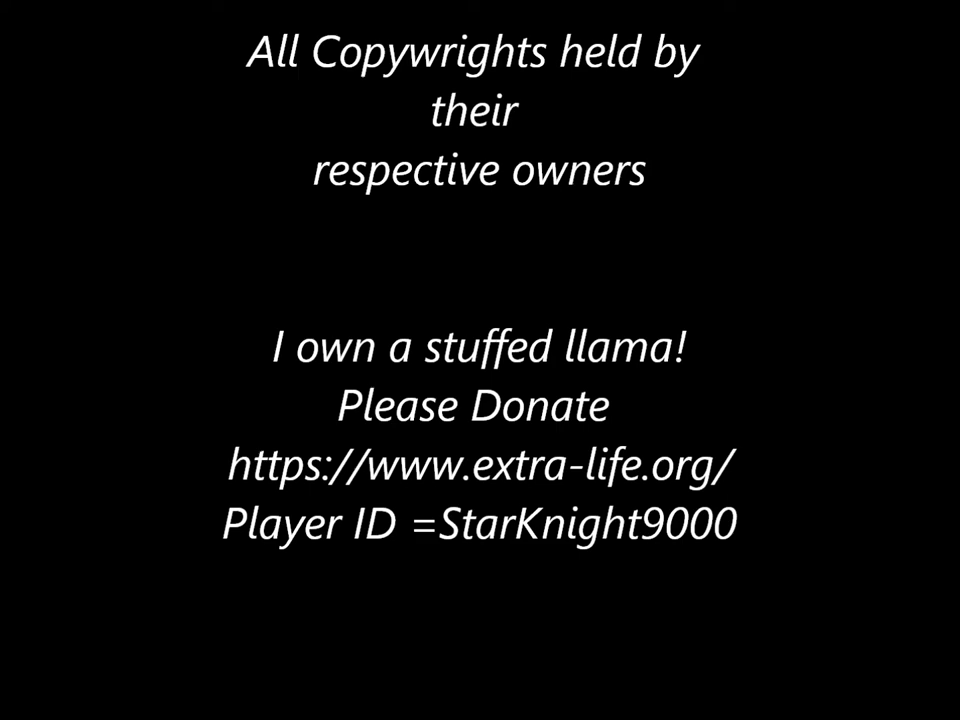 All Copywrights held by
their
respective owners
I own a stuffed llama!
Please Donate
https://www.extra-life.org/
Player ID =StarKnight9000